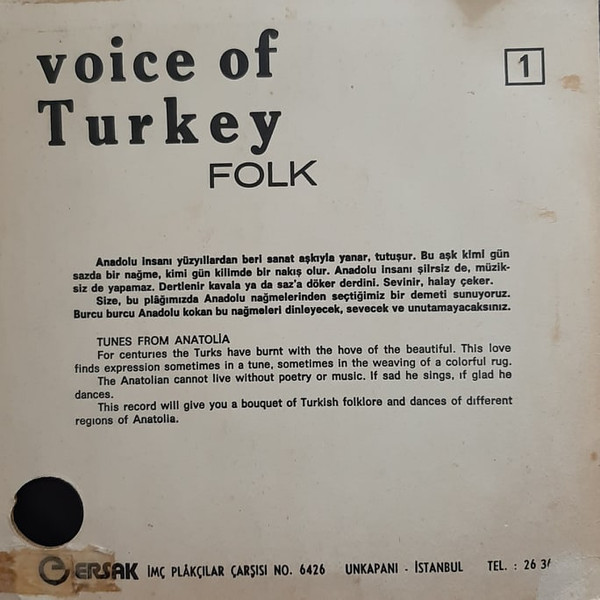 voice of
Turkey
FOLK
1
Anadolu insanı yüzyıllardan beri sanat aşkıyla yanar, tutuşur. Bu aşk kimi gün
sazda bir nağme, kimi gün kilimde bir nakış olur. Anadolu insanı şiirsiz de, müzik-
siz de yapamaz. Dertlenir kavala ya da saz'a döker derdini. Sevinir, halay çeker.
Size, bu plâğımızda Anadolu nağmelerinden seçtiğimiz bir demeti sunuyoruz.
Burcu burcu Anadolu kokan bu nağmeleri dinleyecek, sevecek ve unutamayacaksınız.
TUNES FROM ANATOLİA
For centurıes the Turks have burnt with the hove of the beautiful. This love
finds expression sometimes in a tune, sometimes in the weaving of a colorful rug.
The Anatolian cannot live without poetry or music. If sad he sings, ıf glad he
dances.
This record will give you a bouquet of Turkish folklore and dances of dıfferent
regıons of Anatolia.
ERSAK İMÇ PLÂKÇILAR ÇARŞISI NO. 6426 UNKAPANI - İSTANBUL TEL. : 26